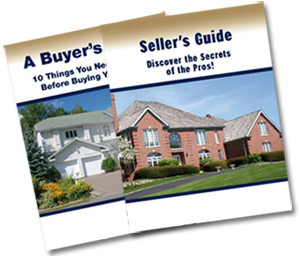 A Buyer's
10 Things You Ne
Before Buying Y
Seller's Guide
Discover the Secrets
of the Pros!